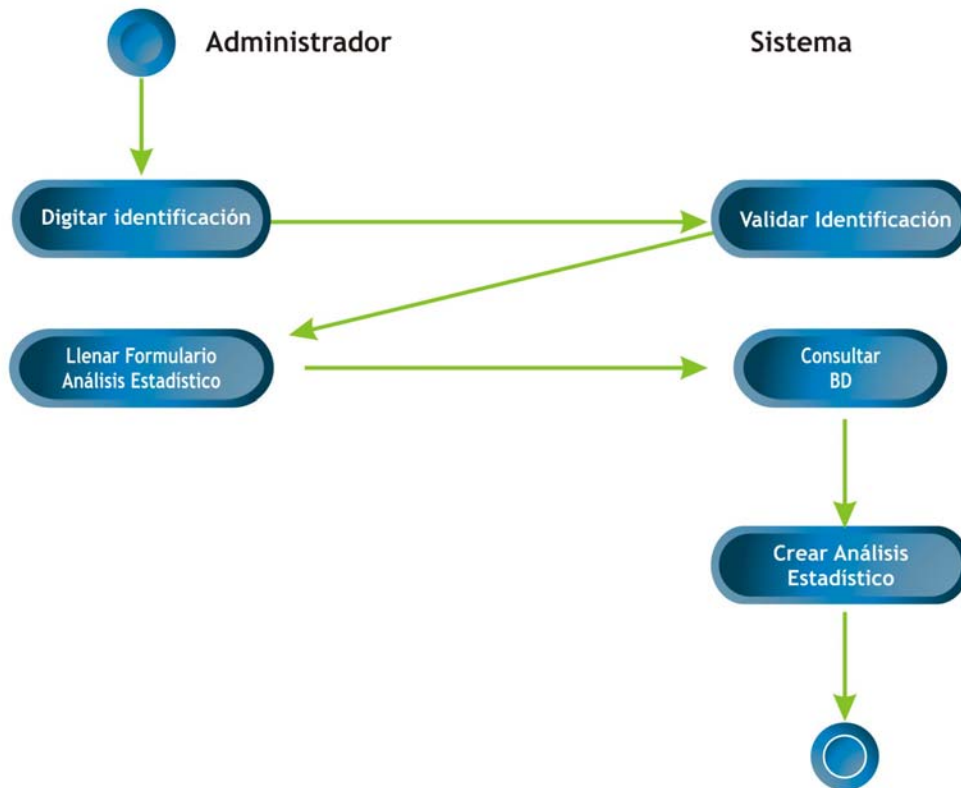 Administrador
Sistema
Digitar identificación
Validar Identificación
Llenar Formulario
Análisis Estadístico
Consultar
BD
Crear Análisis
Estadístico